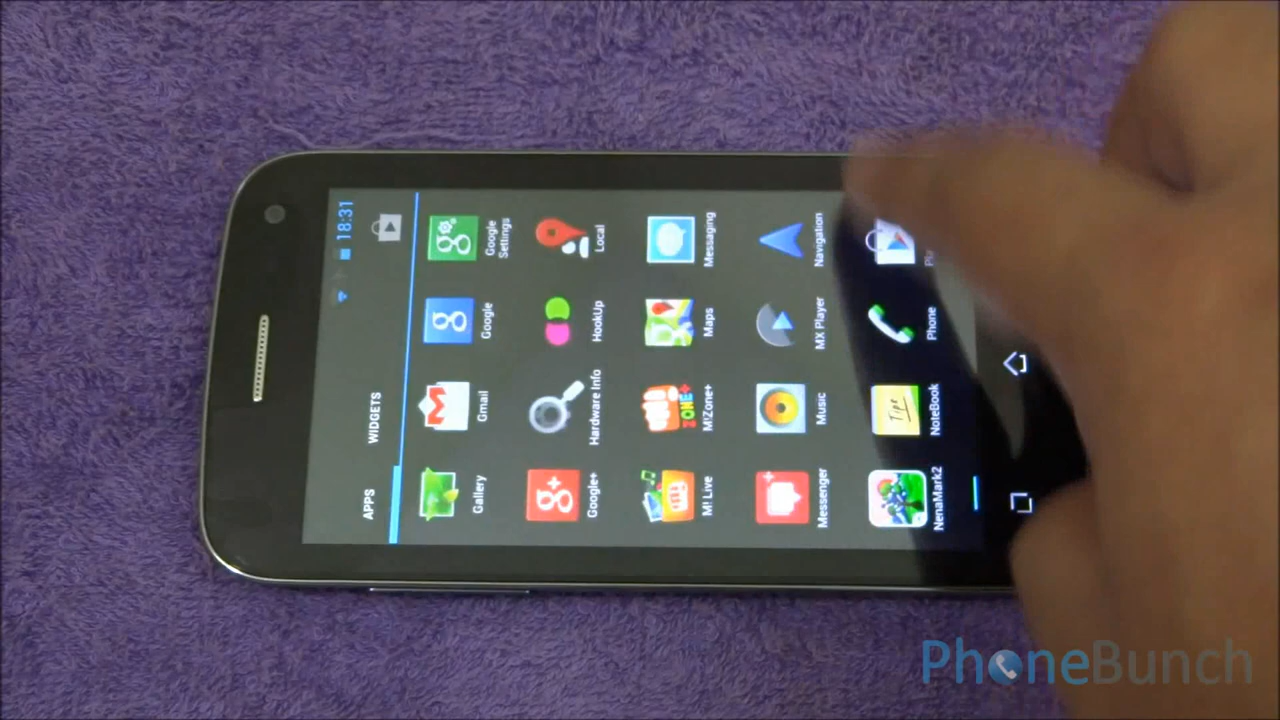 18:31
APPS
WIDGETS
Gallery
Gmail
Google
Google
Settings
Google+
Hardware Info
HookUp
Local
M! Live
M!Zone+
Maps
Messaging
Messenger
Music
MX Player
Navigation
NenaMark2
NoteBook
Tips
Phone
PhoneBunch